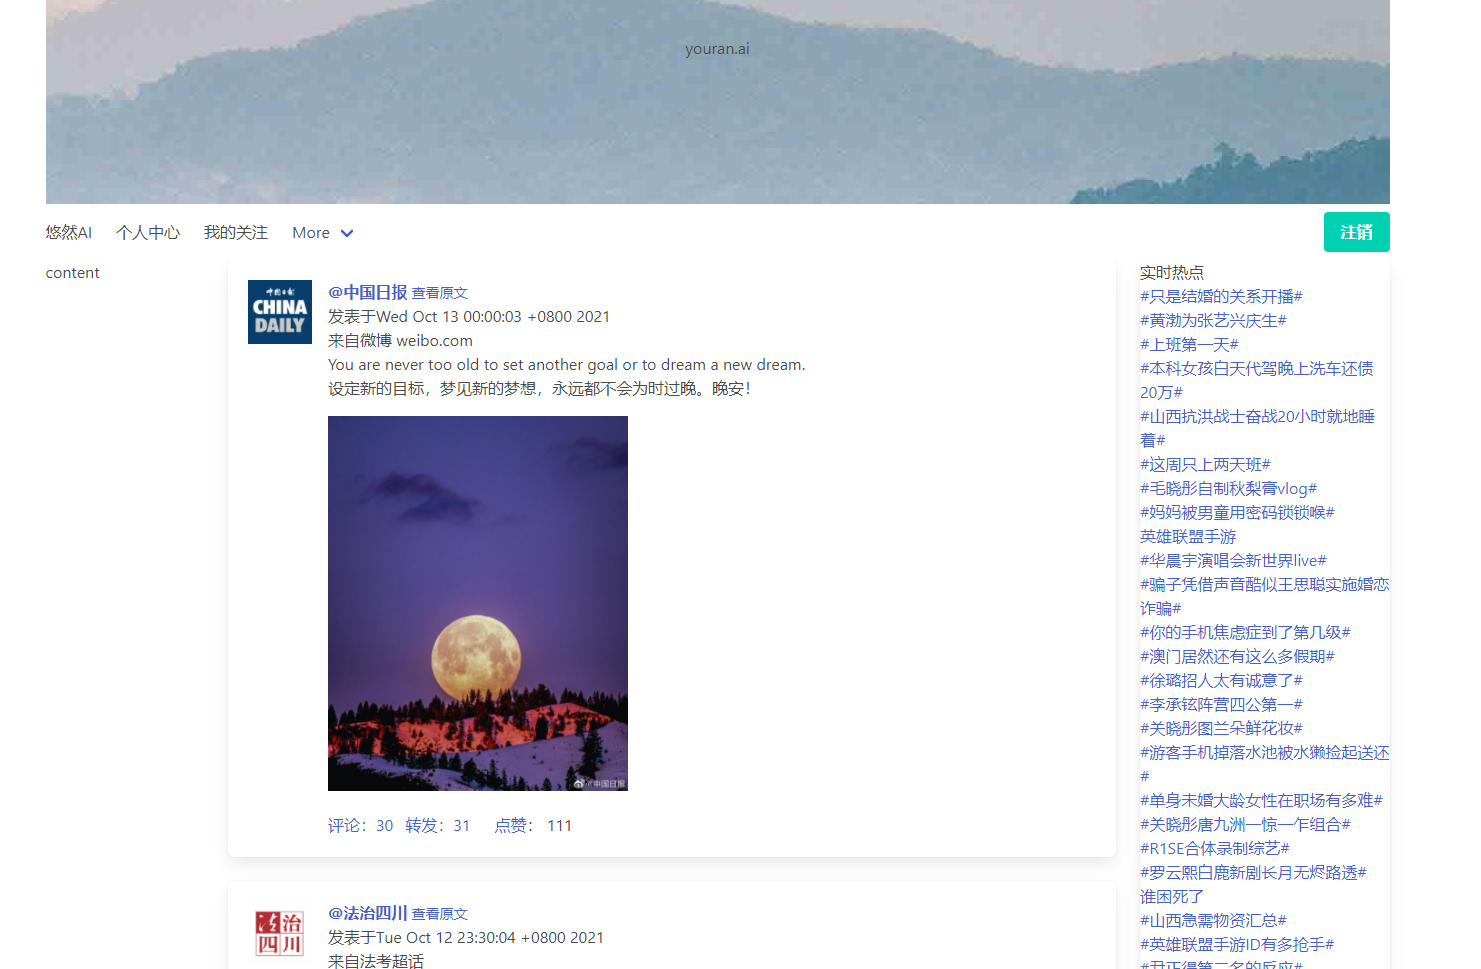 youran.ai
悠然AI 个人中心 我的关注 More 注销
content
中国日报
CHINA
DAILY
@中国日报 查看原文
发表于Wed Oct 13 00:00:03 +0800 2021
来自微博 weibo.com
You are never too old to set another goal or to dream a new dream.
设定新的目标，梦见新的梦想，永远都不会为时过晚。晚安！
@中国日报
评论：30 转发：31 点赞： 111
法治
四川
@法治四川 查看原文
发表于Tue Oct 12 23:30:04 +0800 2021
来自法考超话
实时热点
#只是结婚的关系开播#
#黄渤为张艺兴庆生#
#上班第一天#
#本科女孩白天代驾晚上洗车还债
20万#
#山西抗洪战士奋战20小时就地睡
着#
#这周只上两天班#
#毛晓彤自制秋梨膏vlog#
#妈妈被男童用密码锁锁喉#
英雄联盟手游
#华晨宇演唱会新世界live#
#骗子凭借声音酷似王思聪实施婚恋
诈骗#
#你的手机焦虑症到了第几级#
#澳门居然还有这么多假期#
#徐璐招人太有诚意了#
#李承铉阵营四公第一#
#关晓彤图兰朵鲜花妆#
#游客手机掉落水池被水獭捡起送还
#
#单身未婚大龄女性在职场有多难#
#关晓彤唐九洲一惊一乍组合#
#R1SE合体录制综艺#
#罗云熙白鹿新剧长月无烬路透#
谁困死了
#山西急需物资汇总#
#英雄联盟手游ID有多抢手#
#尹正得第二名的反应#